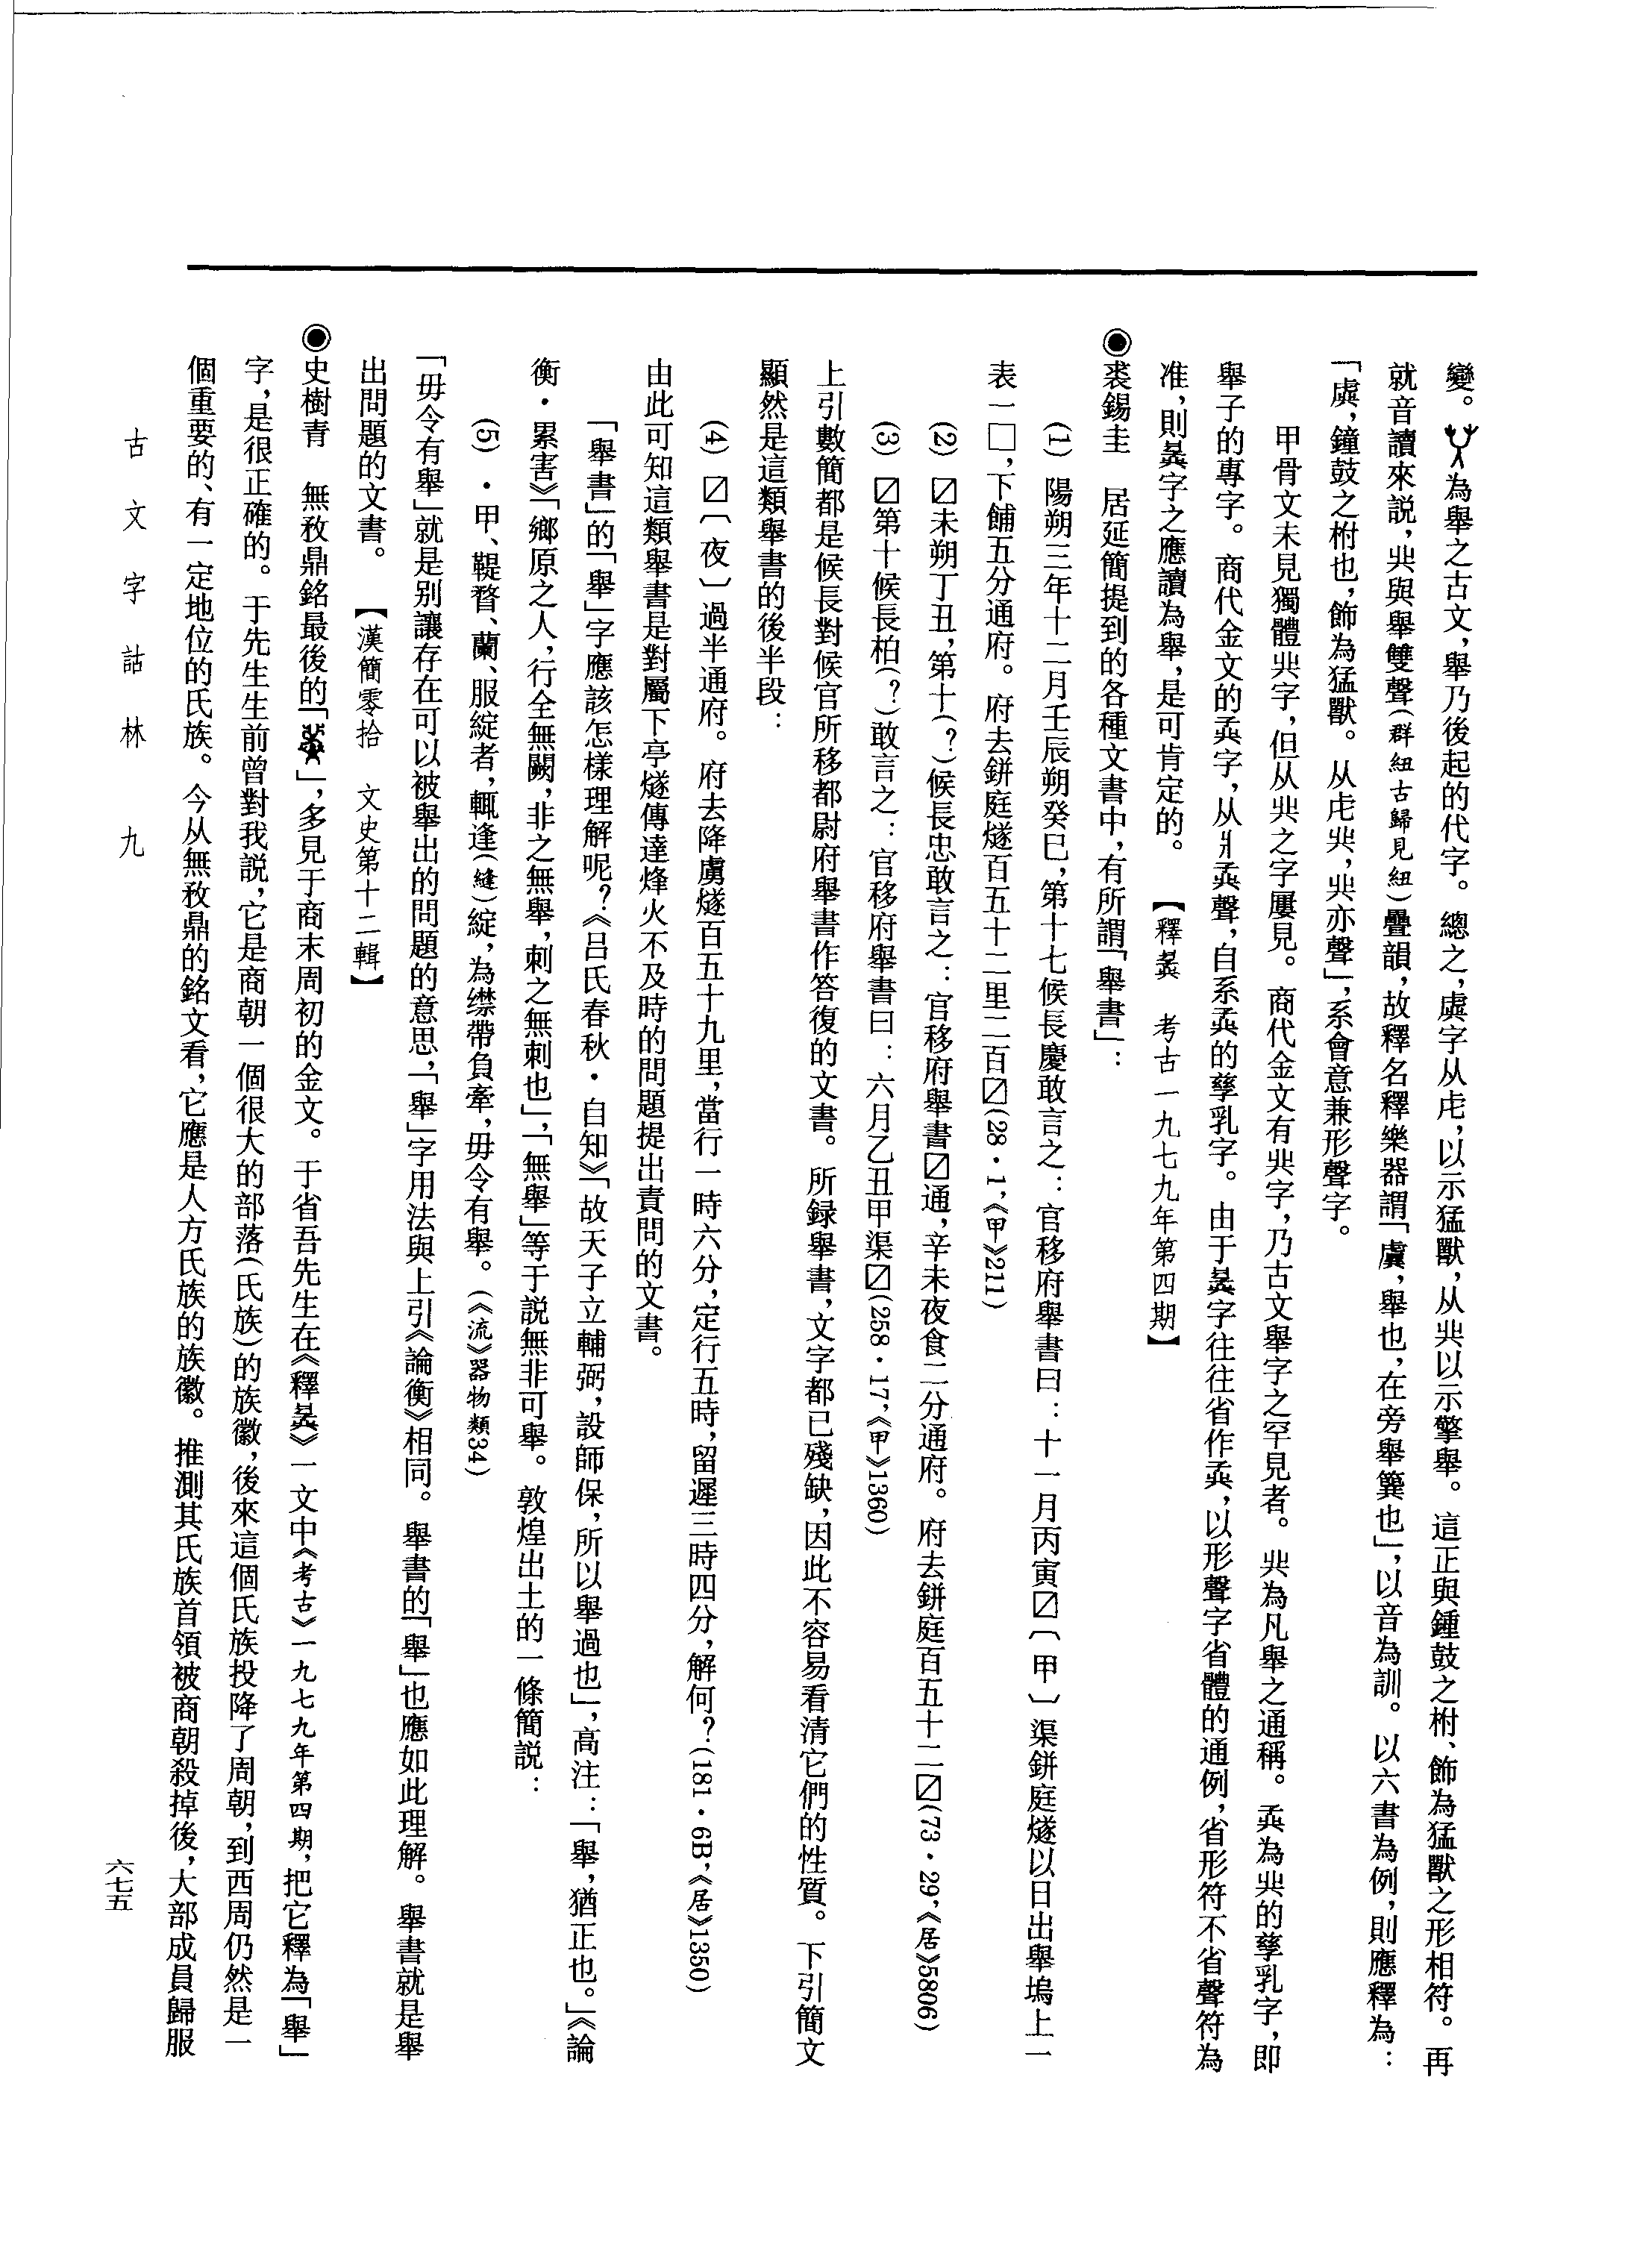 變。為舉之古文，舉乃後起的代字。總之，虡字从虍，以示猛獸，从𠔏以示擎舉。這正與鍾鼓之柎、飾為猛獸之形相符。再
就音讀來説，𠔏與舉雙聲（群紐古歸見紐）疊韻，故釋名釋樂器謂「虡，舉也，在旁舉簨也」，以音為訓。以六書為例，則應釋為：
「虡，鐘鼓之柎也，飾為猛獸。从虍𠔏，𠔏亦聲」，系會意兼形聲字。
甲骨文未見獨體𠔏字，但从𠔏之字屢見。商代金文有𠔏字，乃古文舉字之罕見者。𠔏為凡舉之通稱。為𠔏的孳乳字，即
舉子的專字。商代金文的字，从爿聲，自系的孳乳字。由于字往往省作，以形聲字省體的通例，省形符不省聲符為
准，則字之應讀為舉，是可肯定的。　【釋　考古一九七九年第四期】
◉裘錫圭　居延簡提到的各種文書中，有所謂「舉書」：
(1) 陽朔三年十二月壬辰朔癸巳，第十七候長慶敢言之：官移府舉書曰：十一月丙寅☑〔甲〕渠鉼庭燧以日出舉塢上一
表一□，下餔五分通府。府去鉼庭燧百五十二里二百☑(28·1，《甲》211)
(2) ☑未朔丁丑，第十(？)候長忠敢言之：官移府舉書☑通，辛未夜食二分通府。府去鉼庭百五十二☑(73·29，《居》5806)
(3) ☑第十候長柏(？)敢言之：官移府舉書曰：六月乙丑甲渠☑(258·17，《甲》1360)
上引數簡都是候長對候官所移都尉府舉書作答復的文書。所録舉書，文字都已殘缺，因此不容易看清它們的性質。下引簡文
顯然是這類舉書的後半段：
(4) ☑〔夜〕過半通府。府去降虜燧百五十九里，當行一時六分，定行五時，留遲三時四分，解何？(181·6B，《居》1350)
由此可知這類舉書是對屬下亭燧傳達烽火不及時的問題提出責問的文書。
「舉書」的「舉」字應該怎樣理解呢？《吕氏春秋·自知》「故天子立輔弼，設師保，所以舉過也」，高注：「舉，猶正也。」《論
衡·累害》「鄉原之人，行全無闕，非之無舉，刺之無刺也」，「無舉」等于説無非可舉。敦煌出土的一條簡説：
(5) ·甲、鞮瞀、蘭、服綻者，輒逢(縫)綻，為㯱帶負牽，毋令有舉。(《流》器物類34)
「毋令有舉」就是别讓存在可以被舉出的問題的意思，「舉」字用法與上引《論衡》相同。舉書的「舉」也應如此理解。舉書就是舉
出問題的文書。　【漢簡零拾　文史第十二輯】
◉史樹青　無敄鼎銘最後的「」，多見于商末周初的金文。于省吾先生在《釋》一文中《考古》一九七九年第四期，把它釋為「舉」
字，是很正確的。于先生生前曾對我説，它是商朝一個很大的部落(氏族)的族徽，後來這個氏族投降了周朝，到西周仍然是一
個重要的、有一定地位的氏族。今从無敄鼎的銘文看，它應是人方氏族的族徽。推測其氏族首領被商朝殺掉後，大部成員歸服
古文字詁林　九
六七五